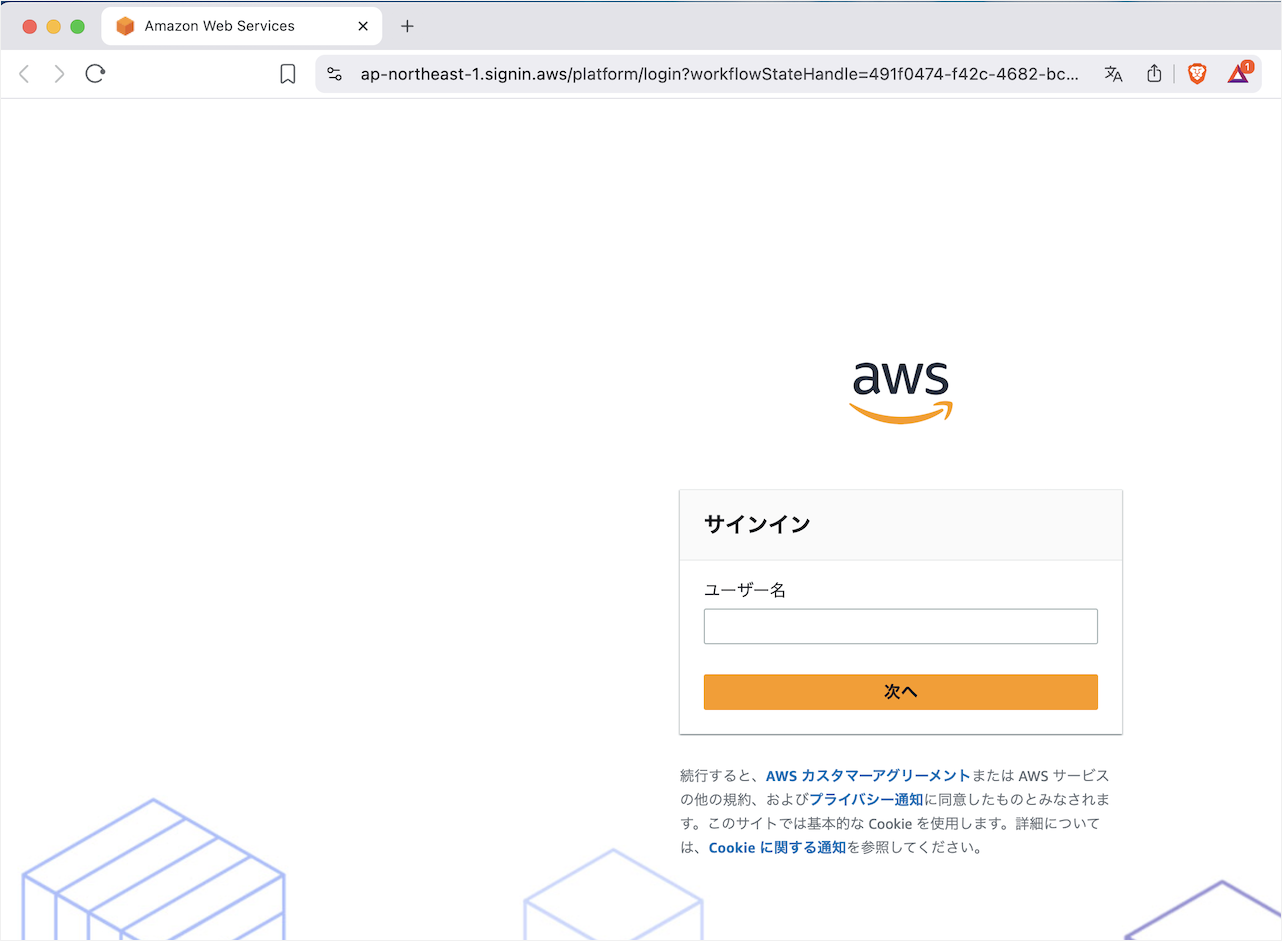 Amazon Web Services
ap-northeast-1.signin.aws/platform/login?workflowStateHandle=491f0474-f42c-4682-bc...
1
aws
サインイン
ユーザー名
次へ
続行すると、AWS カスタマーアグリーメントまたは AWS サービス
の他の規約、およびプライバシー通知に同意したものとみなされま
す。このサイトでは基本的な Cookie を使用します。詳細について
は、Cookie に関する通知を参照してください。